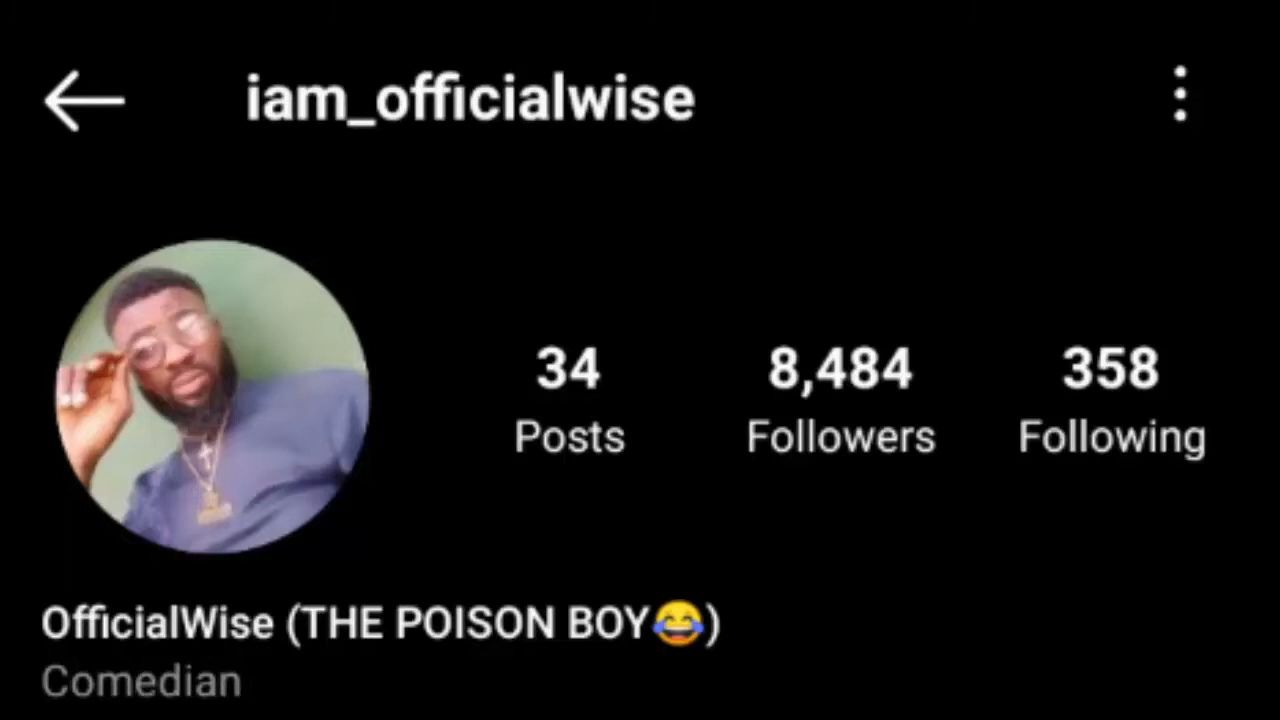 iam_officialwise
34 8,484 358
Posts Followers Following
OfficialWise (THE POISON BOY😂)
Comedian